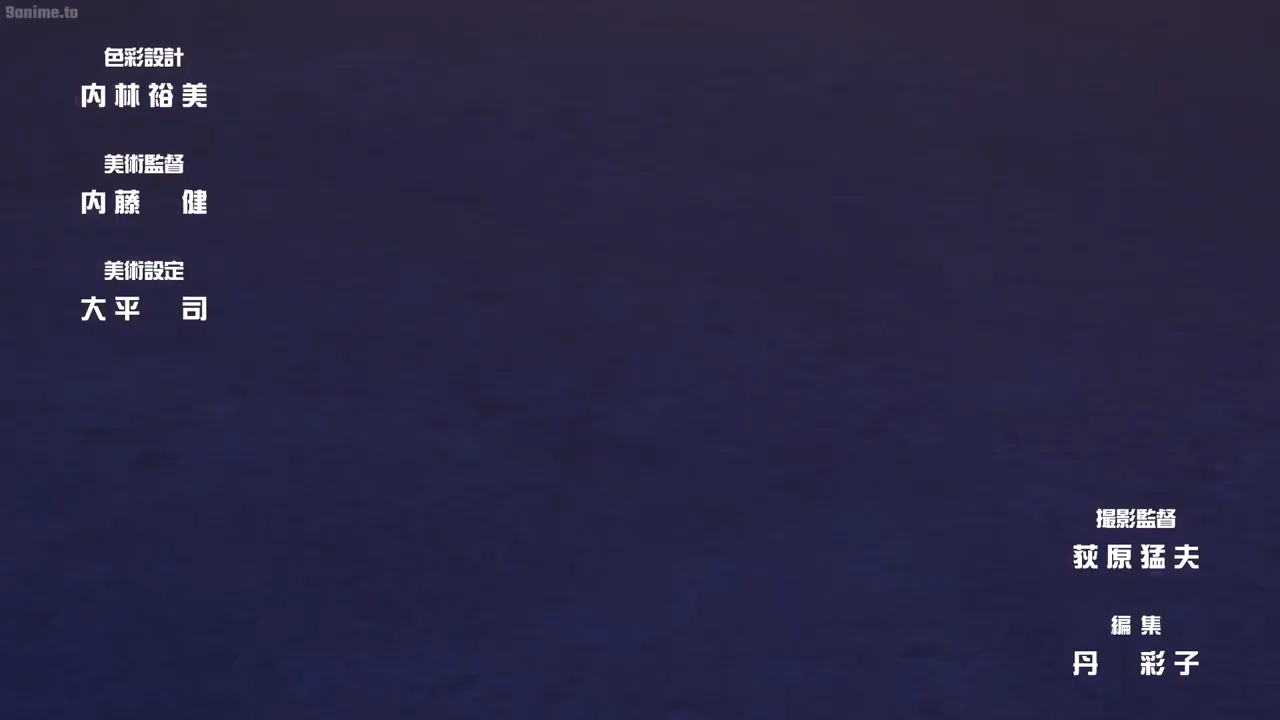 9anime.to
色彩設計
内林裕美
美術監督
内藤　健
美術設定
大平　司
撮影監督
荻原猛夫
編集
丹　彩子